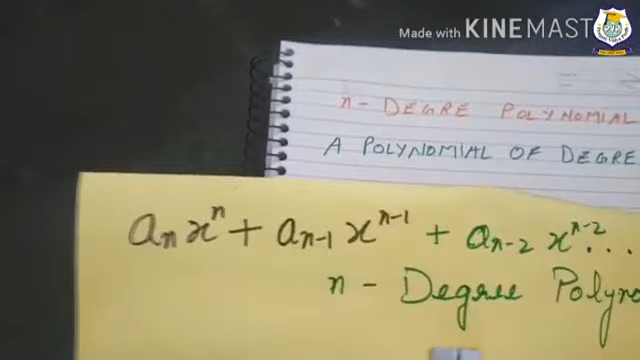 Made with KINEMAST
n - DEGRE POLYNOMIAL
A POLYNOMIAL OF DEGREE
aₙxⁿ + aₙ₋₁xⁿ⁻¹ + aₙ₋₂xⁿ⁻²...
n - Degree Polyno